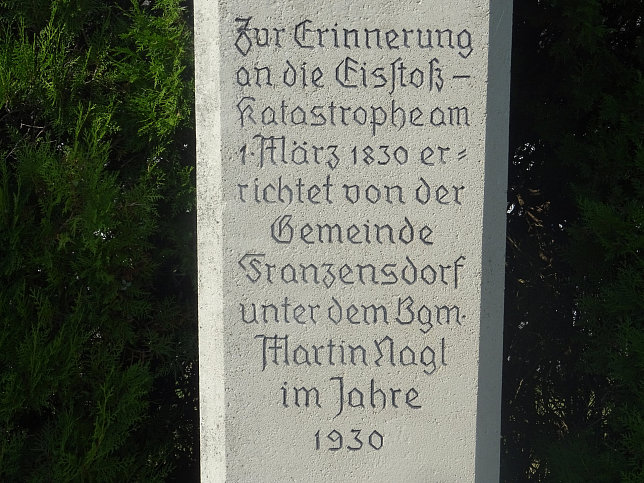 Zur Erinnerung
an die Eisſtoß–
Katastrophe am
1. März 1830 er=
richtet von der
Gemeinde
Franzensdorf
unter dem Bgm.
Martin Nagl
im Jahre
1930